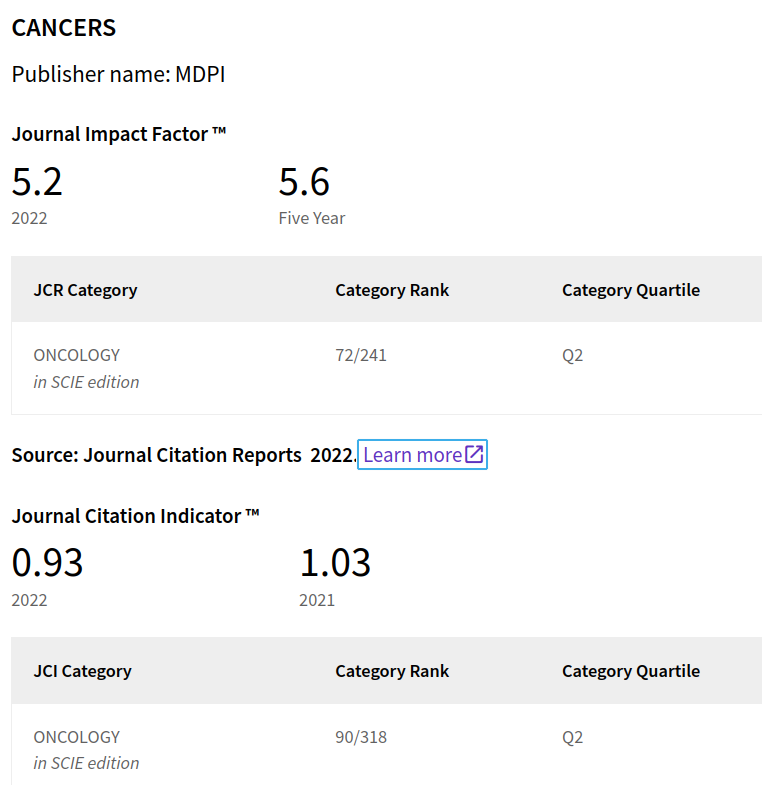 CANCERS
Publisher name: MDPI
Journal Impact Factor ™
5.2 5.6
2022 Five Year
JCR Category Category Rank Category Quartile
ONCOLOGY 72/241 Q2
in SCIE edition
Source: Journal Citation Reports 2022. Learn more
Journal Citation Indicator ™
0.93 1.03
2022 2021
JCI Category Category Rank Category Quartile
ONCOLOGY 90/318 Q2
in SCIE edition